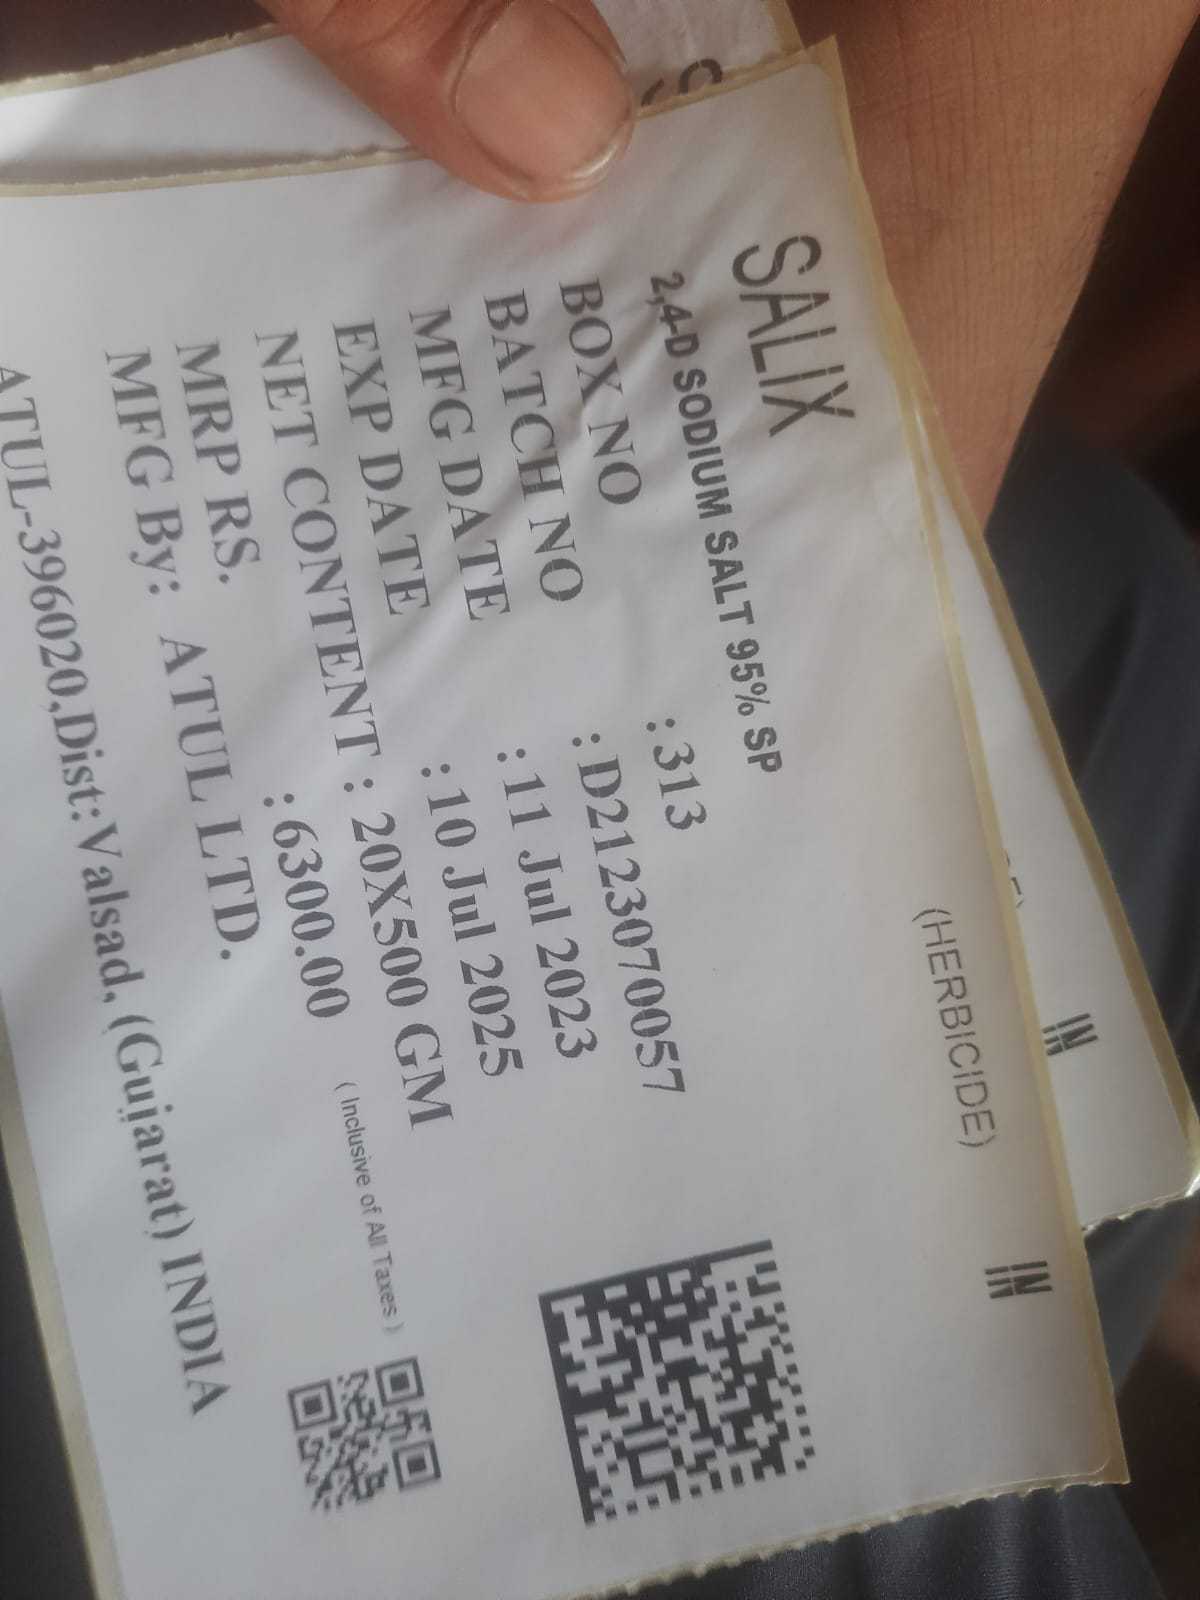 SALIX (HERBICIDE) IN
2,4-D SODIUM SALT 95% SP
BOX NO : 313
BATCH NO : D2123070057
MFG DATE : 11 Jul 2023
EXP DATE : 10 Jul 2025
NET CONTENT : 20X500 GM
MRP RS. : 6300.00 ( Inclusive of All Taxes )
MFG By: ATUL LTD.
ATUL-396020,Dist:Valsad, (Gujarat) INDIA
IN